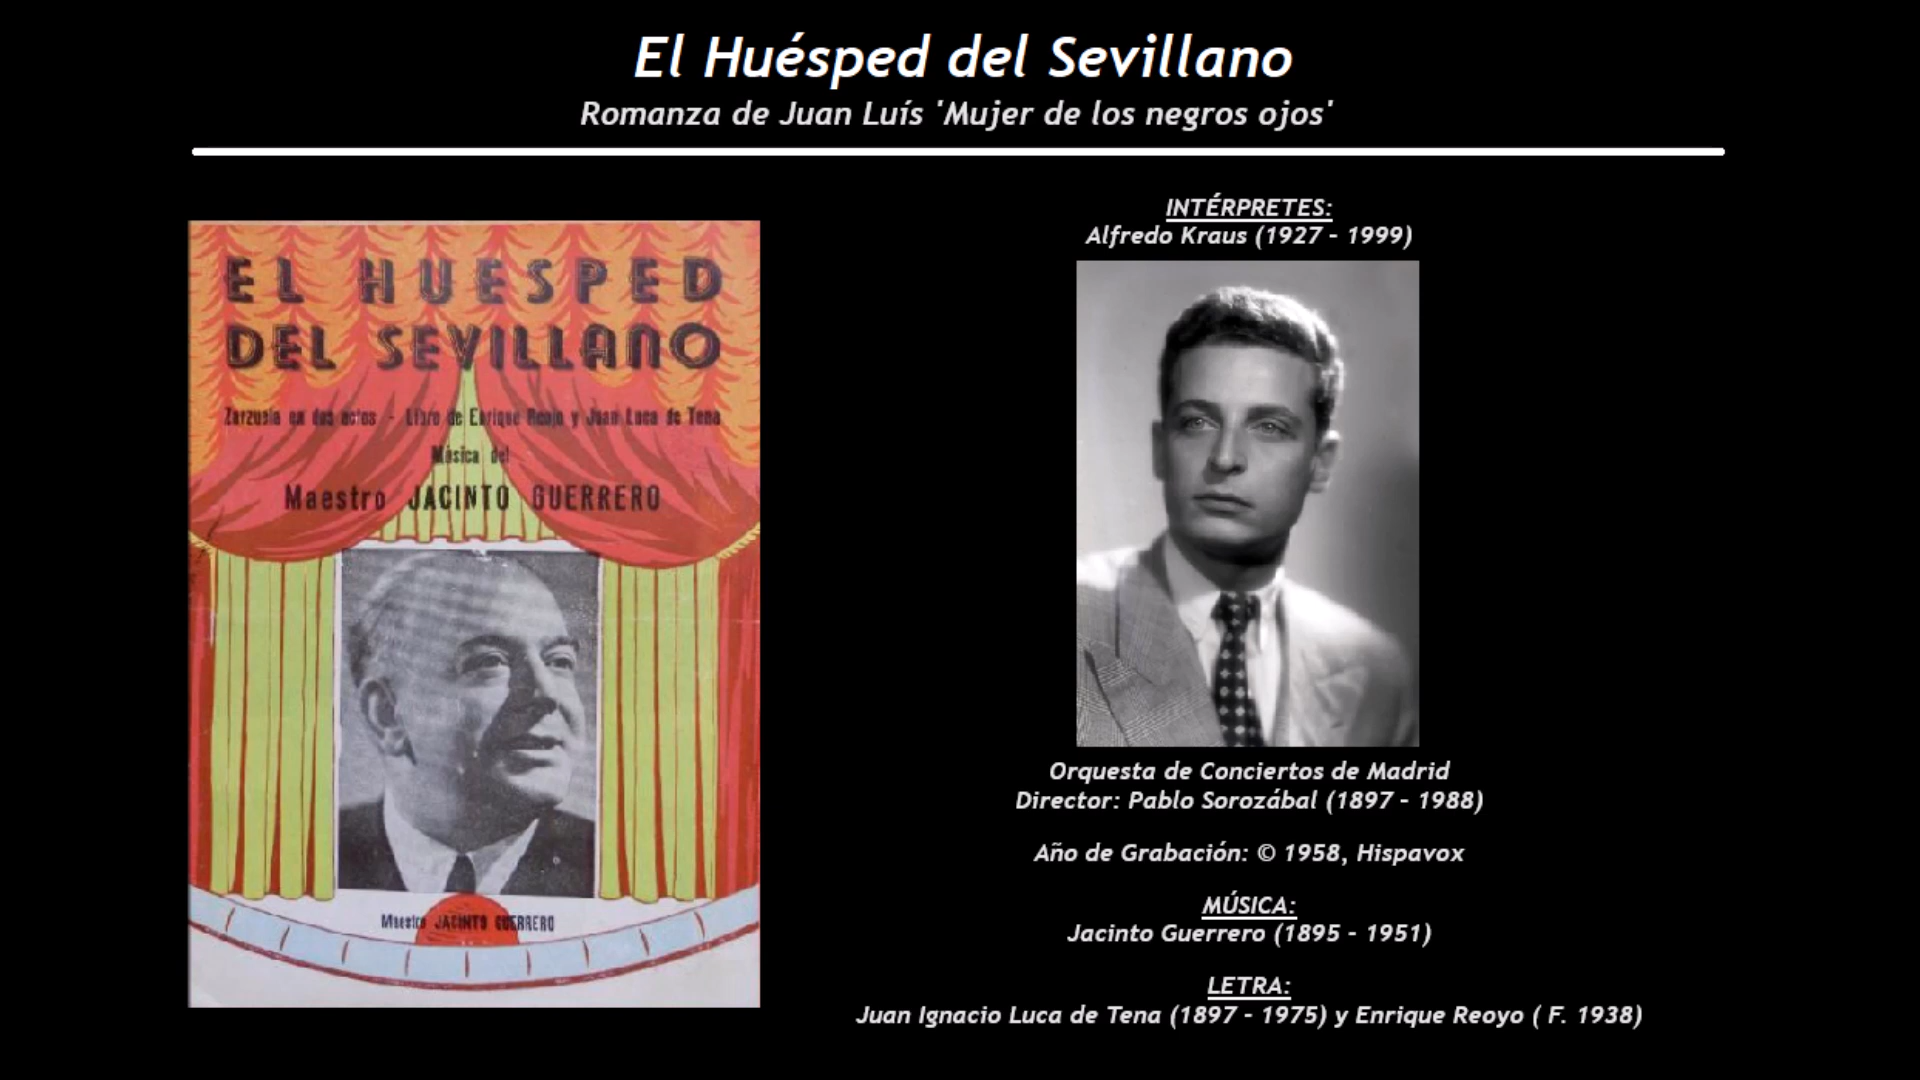 El Huésped del Sevillano
Romanza de Juan Luís 'Mujer de los negros ojos'
EL HUESPED
DEL SEVILLANO
Zarzuela en dos actos - Libro de Enrique Reoyo y Juan Luca de Tena
Música del
Maestro JACINTO GUERRERO
Maestro JACINTO GUERRERO
INTÉRPRETES:
Alfredo Kraus (1927 - 1999)
Orquesta de Conciertos de Madrid
Director: Pablo Sorozábal (1897 - 1988)
Año de Grabación: © 1958, Hispavox
MÚSICA:
Jacinto Guerrero (1895 - 1951)
LETRA:
Juan Ignacio Luca de Tena (1897 - 1975) y Enrique Reoyo ( F. 1938)